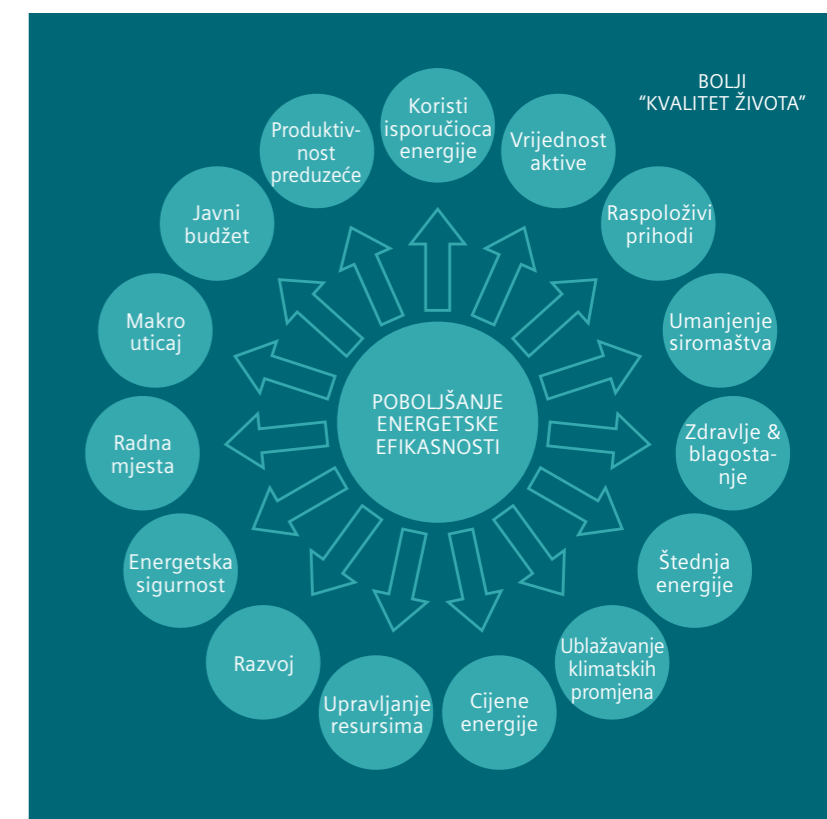 BOLJI
“KVALITET ŽIVOTA”
Koristi
isporučioca
energije
Vrijednost
aktive
Raspoloživi
prihodi
Umanjenje
siromaštva
Zdravlje &
blagosta-
nje
Štednja
energije
Ublažavanje
klimatskih
promjena
Cijene
energije
Upravljanje
resursima
Razvoj
Energetska
sigurnost
Radna
mjesta
Makro
uticaj
Javni
budžet
Produktiv-
nost
preduzeće
POBOLJŠANJE
ENERGETSKE
EFIKASNOSTI